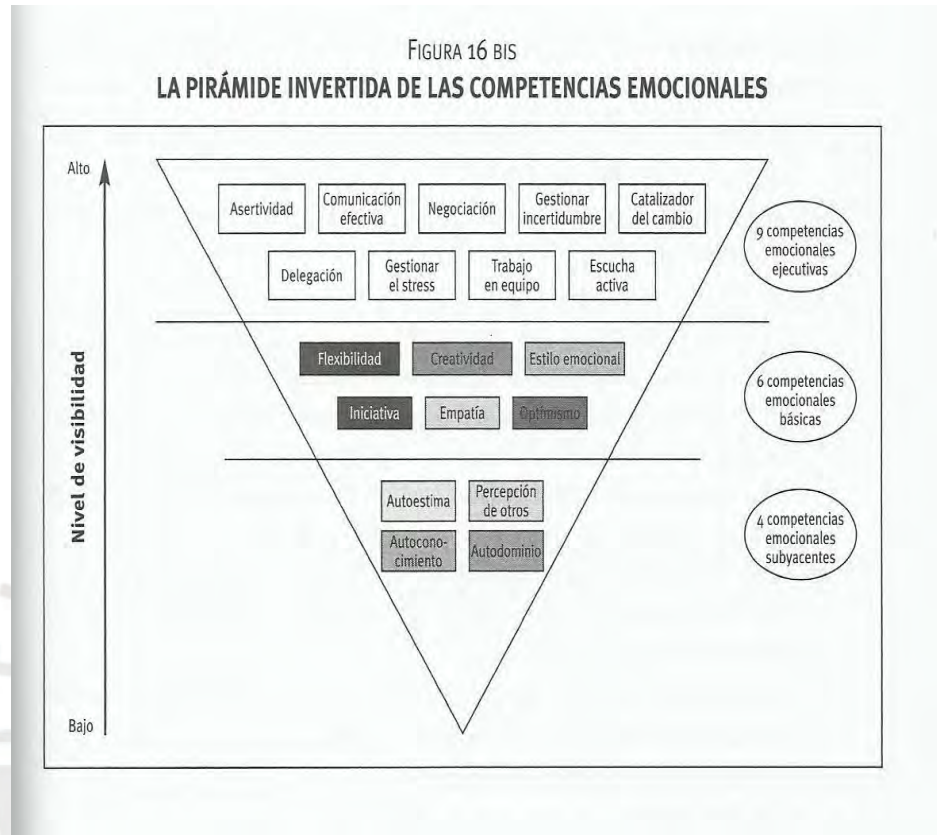 FIGURA 16 BIS
LA PIRÁMIDE INVERTIDA DE LAS COMPETENCIAS EMOCIONALES
Alto
Nivel de visibilidad
Bajo
Asertividad
Comunicación
efectiva
Negociación
Gestionar
incertidumbre
Catalizador
del cambio
Delegación
Gestionar
el stress
Trabajo
en equipo
Escucha
activa
9 competencias
emocionales
ejecutivas
Flexibilidad
Creatividad
Estilo emocional
Iniciativa
Empatía
Optimismo
6 competencias
emocionales
básicas
Autoestima
Percepción
de otros
Autocono-
cimiento
Autodominio
4 competencias
emocionales
subyacentes